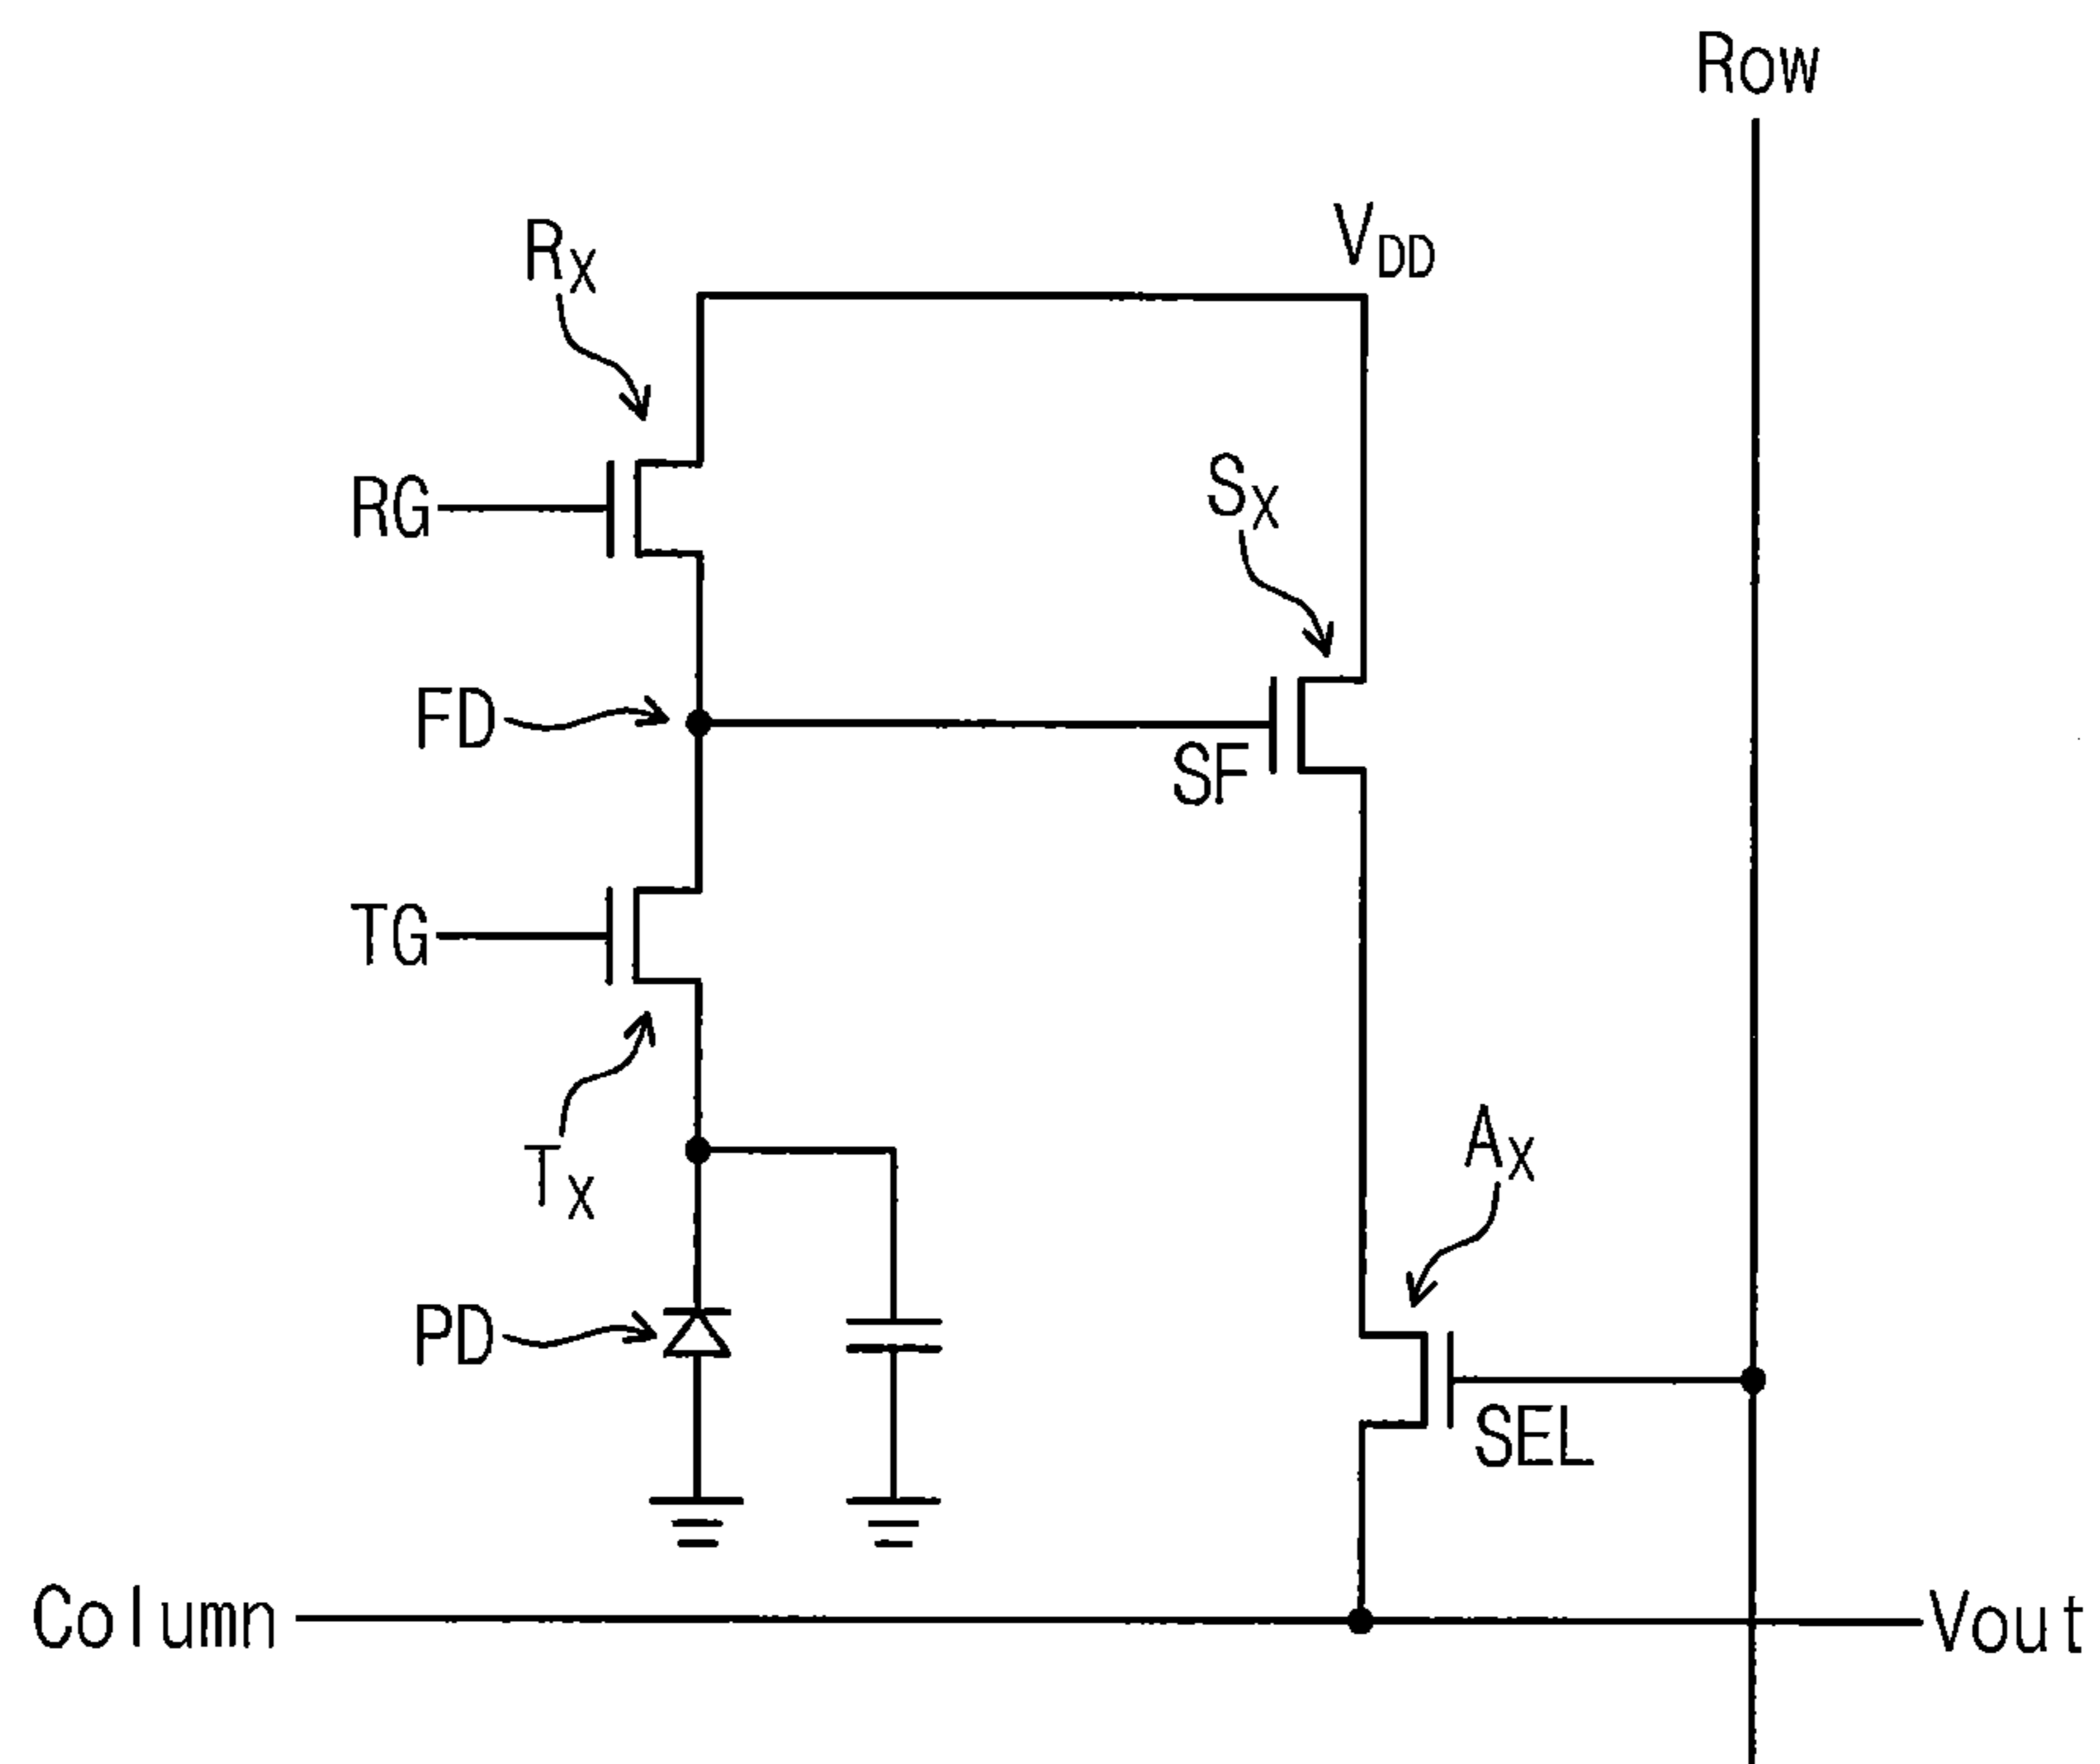 Row
VDD
RX
SX
RG
FD
SF
TG
AX
TX
PD
SEL
Column
Vout